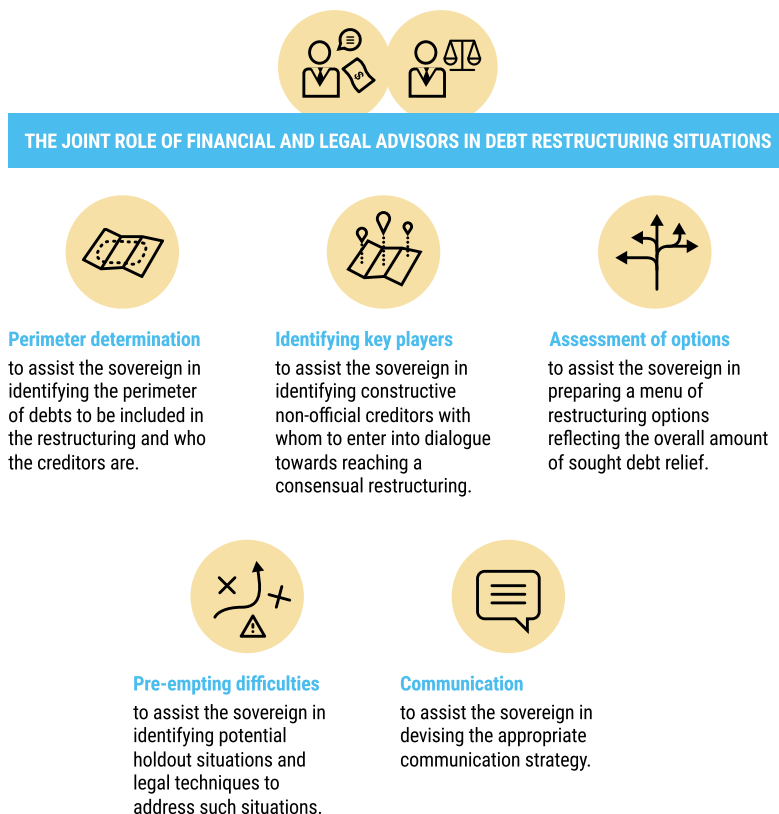 THE JOINT ROLE OF FINANCIAL AND LEGAL ADVISORS IN DEBT RESTRUCTURING SITUATIONS
Perimeter determination
to assist the sovereign in
identifying the perimeter
of debts to be included in
the restructuring and who
the creditors are.
Identifying key players
to assist the sovereign in
identifying constructive
non-official creditors with
whom to enter into dialogue
towards reaching a
consensual restructuring.
Assessment of options
to assist the sovereign in
preparing a menu of
restructuring options
reflecting the overall amount
of sought debt relief.
Pre-empting difficulties
to assist the sovereign in
identifying potential
holdout situations and
legal techniques to
address such situations.
Communication
to assist the sovereign in
devising the appropriate
communication strategy.